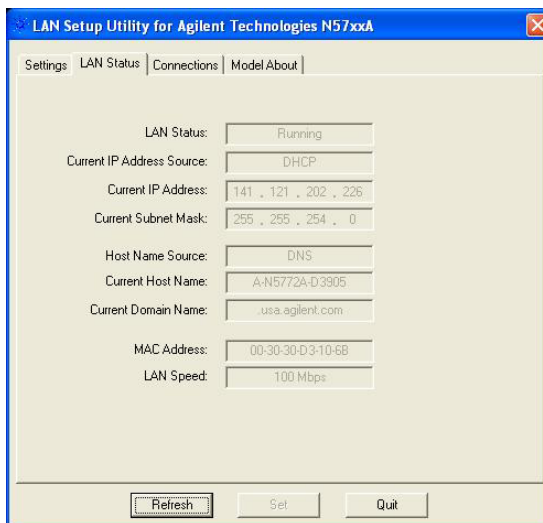 LAN Setup Utility for Agilent Technologies N57xxA
Settings LAN Status Connections Model About
LAN Status: Running
Current IP Address Source: DHCP
Current IP Address: 141 . 121 . 202 . 226
Current Subnet Mask: 255 . 255 . 254 . 0
Host Name Source: DNS
Current Host Name: A-N5772A-D3905
Current Domain Name: .usa.agilent.com
MAC Address: 00-30-30-D3-10-6B
LAN Speed: 100 Mbps
Refresh Set Quit